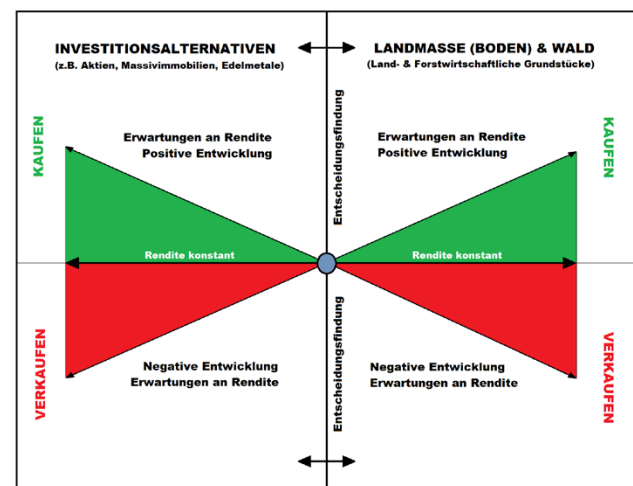 INVESTITIONSALTERNATIVEN
(z.B. Aktien, Massivimmobilien, Edelmetale)
LANDMASSE (BODEN) & WALD
(Land- & Forstwirtschaftliche Grundstücke)
KAUFEN
Erwartungen an Rendite
Positive Entwicklung
Entscheidungsfindung
Erwartungen an Rendite
Positive Entwicklung
KAUFEN
Rendite konstant
Rendite konstant
VERKAUFEN
Negative Entwicklung
Erwartungen an Rendite
Entscheidungsfindung
Negative Entwicklung
Erwartungen an Rendite
VERKAUFEN